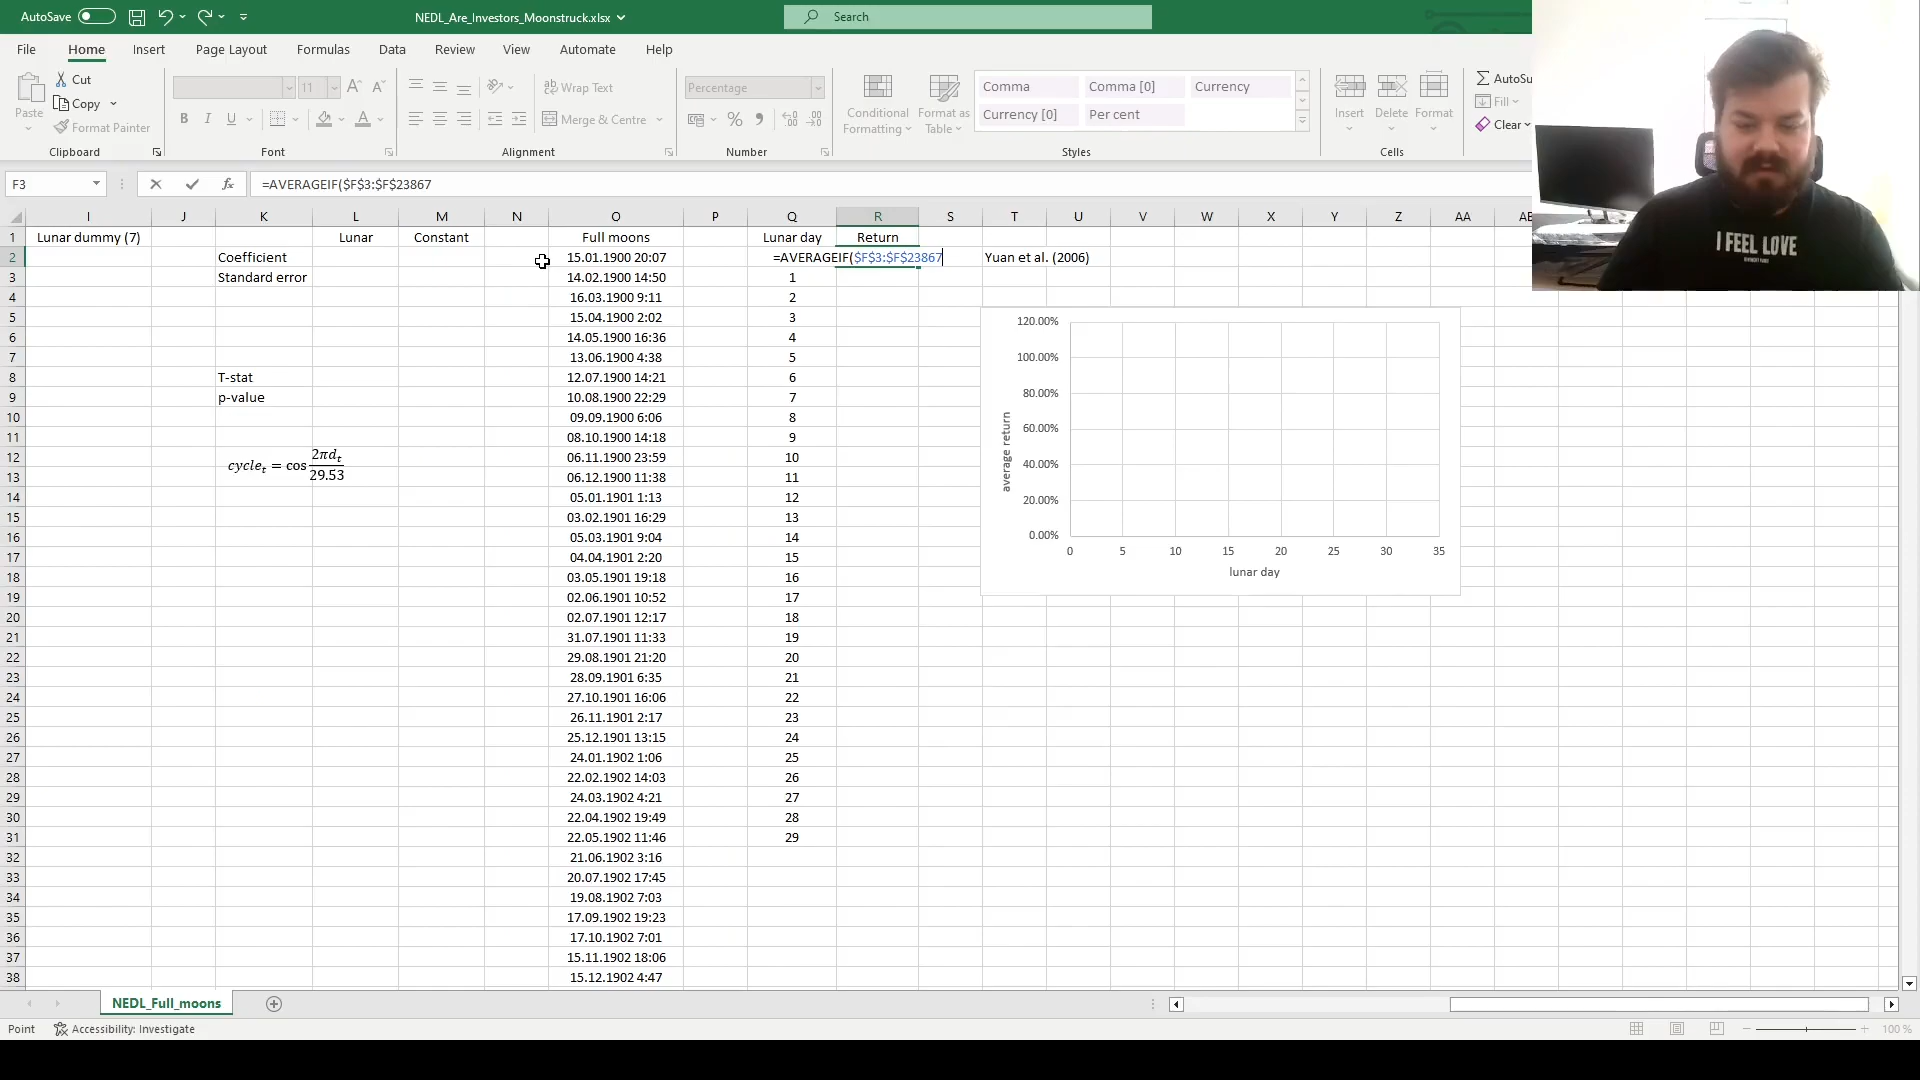 AutoSave
NEDL_Are_Investors_Moonstruck.xlsx
Search
File Home Insert Page Layout Formulas Data Review View Automate Help
Paste
Cut
Copy
Format Painter
Clipboard
11
B I U
Font
Wrap Text
Merge & Centre
Alignment
Percentage
Number
Conditional Formatting
Format as Table
Comma Comma [0] Currency
Currency [0] Per cent
Styles
Insert Delete Format
Cells
AutoSu
Fill
Clear
F3
fx
=AVERAGEIF($F$3:$F$23867
I J K L M N O P Q R S T U V W X Y Z AA
1 Lunar dummy (7) Lunar Constant Full moons Lunar day Return
2 Coefficient 15.01.1900 20:07 =AVERAGEIF($F$3:$F$23867 Yuan et al. (2006)
3 Standard error 14.02.1900 14:50 1
4 16.03.1900 9:11 2
5 15.04.1900 2:02 3
6 14.05.1900 16:36 4
7 13.06.1900 4:38 5
8 T-stat 12.07.1900 14:21 6
9 p-value 10.08.1900 22:29 7
10 09.09.1900 6:06 8
11 08.10.1900 14:18 9
12 06.11.1900 23:59 10
13 06.12.1900 11:38 11
cycleₜ = cos 2πdₜ / 29.53
14 05.01.1901 1:13 12
15 03.02.1901 16:29 13
16 05.03.1901 9:04 14
17 04.04.1901 2:20 15
18 03.05.1901 19:18 16
19 02.06.1901 10:52 17
20 02.07.1901 12:17 18
21 31.07.1901 11:33 19
22 29.08.1901 21:20 20
23 28.09.1901 6:35 21
24 27.10.1901 16:06 22
25 26.11.1901 2:17 23
26 25.12.1901 13:15 24
27 24.01.1902 1:06 25
28 22.02.1902 14:03 26
29 24.03.1902 4:21 27
30 22.04.1902 19:49 28
31 22.05.1902 11:46 29
32 21.06.1902 3:16
33 20.07.1902 17:45
34 19.08.1902 7:03
35 17.09.1902 19:23
36 17.10.1902 7:01
37 15.11.1902 18:06
38 15.12.1902 4:47
120.00%
100.00%
80.00%
60.00%
40.00%
20.00%
0.00%
average return
0 5 10 15 20 25 30 35
lunar day
I FEEL LOVE
NEDL_Full_moons
Point
Accessibility: Investigate
100 %